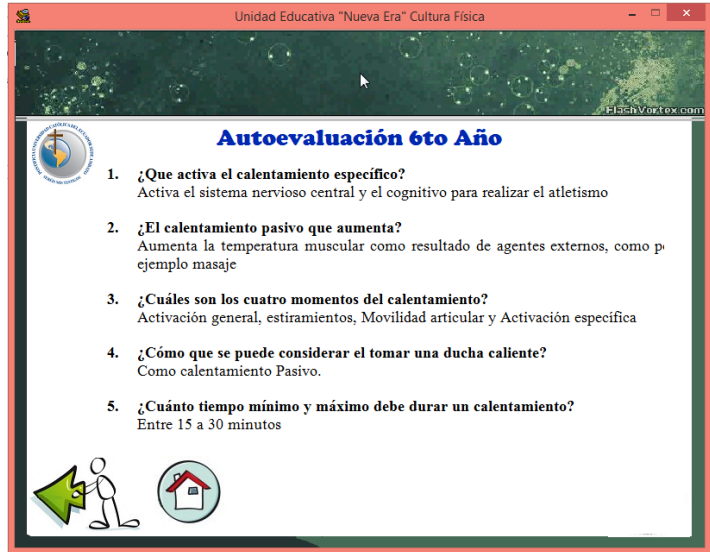 Unidad Educativa "Nueva Era" Cultura Física
FlashVortex.com
Autoevaluación 6to Año
1. ¿Que activa el calentamiento específico?
Activa el sistema nervioso central y el cognitivo para realizar el atletismo
2. ¿El calentamiento pasivo que aumenta?
Aumenta la temperatura muscular como resultado de agentes externos, como
ejemplo masaje
3. ¿Cuáles son los cuatro momentos del calentamiento?
Activación general, estiramientos, Movilidad articular y Activación específica
4. ¿Cómo que se puede considerar el tomar una ducha caliente?
Como calentamiento Pasivo.
5. ¿Cuánto tiempo mínimo y máximo debe durar un calentamiento?
Entre 15 a 30 minutos